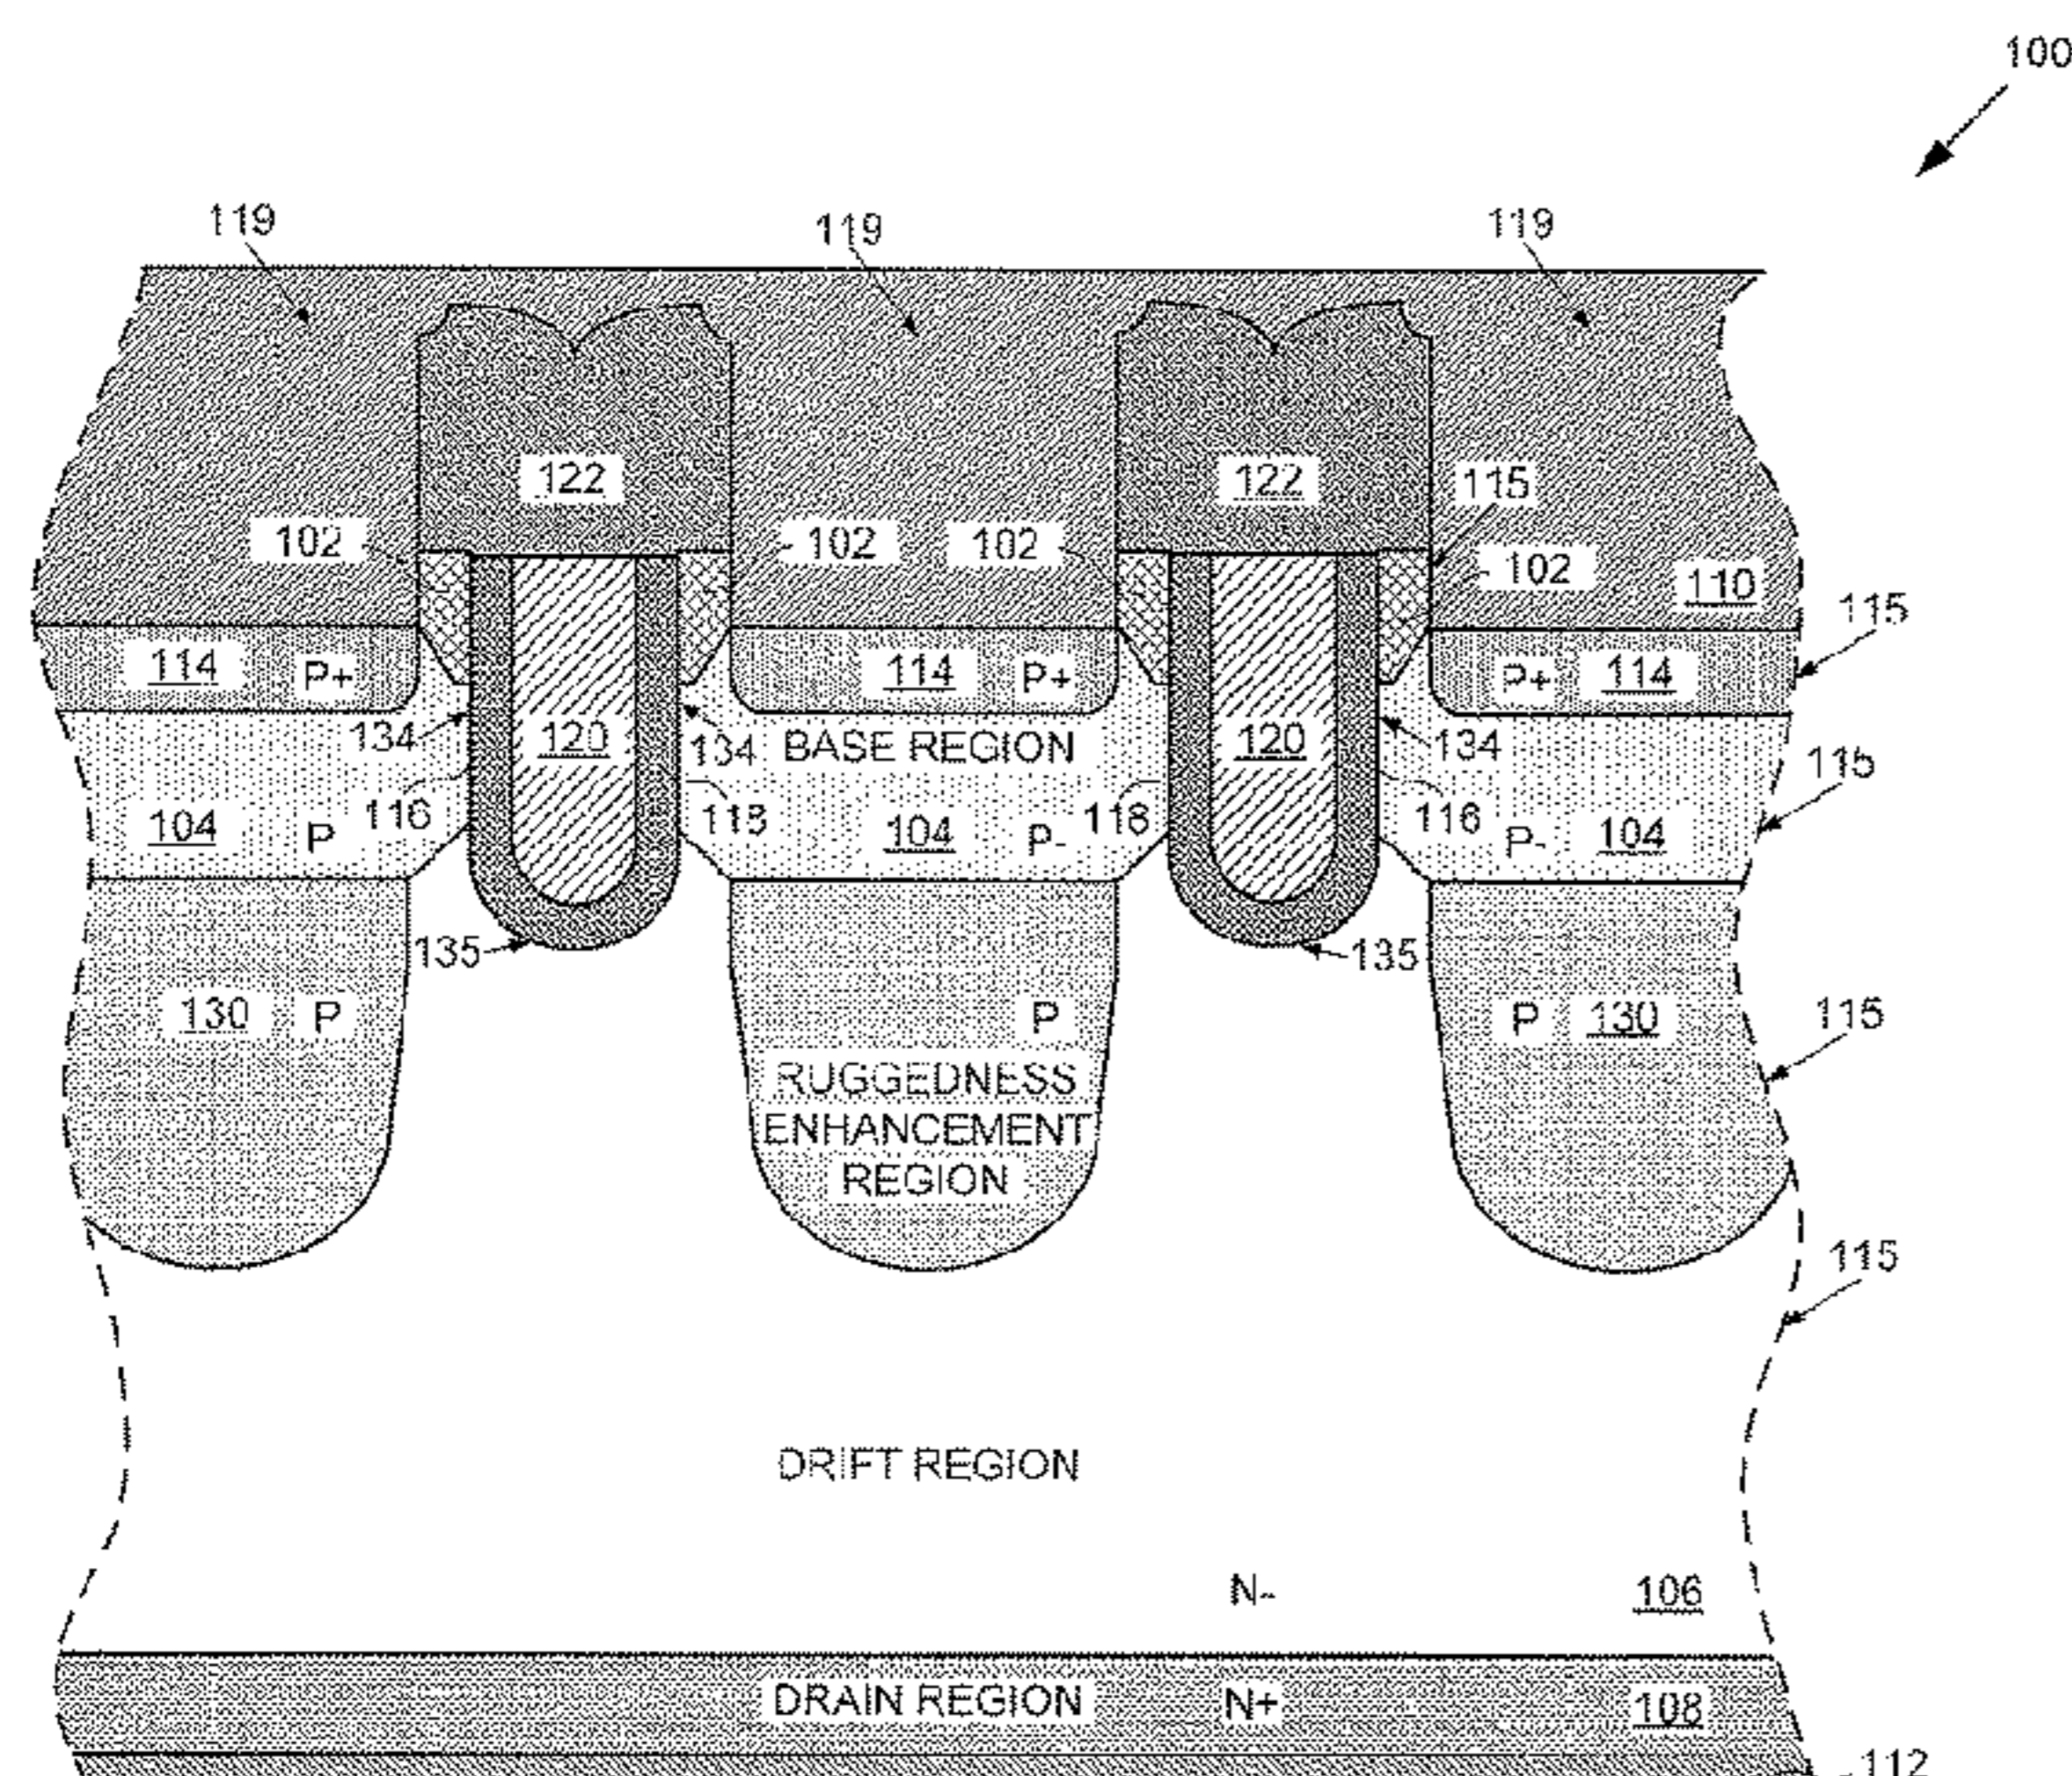 100
119 119 119
122 122 115
102 102 102 102 110
115
114 P+ 114 P+ P+ 114
134 120 134 BASE REGION 120 134
115
116 118 118 116
104 P 104 P- P- 104
135 135
130 P P P 130 115
RUGGEDNESS
ENHANCEMENT
REGION
115
DRIFT REGION
N- 106
DRAIN REGION N+ 108
112